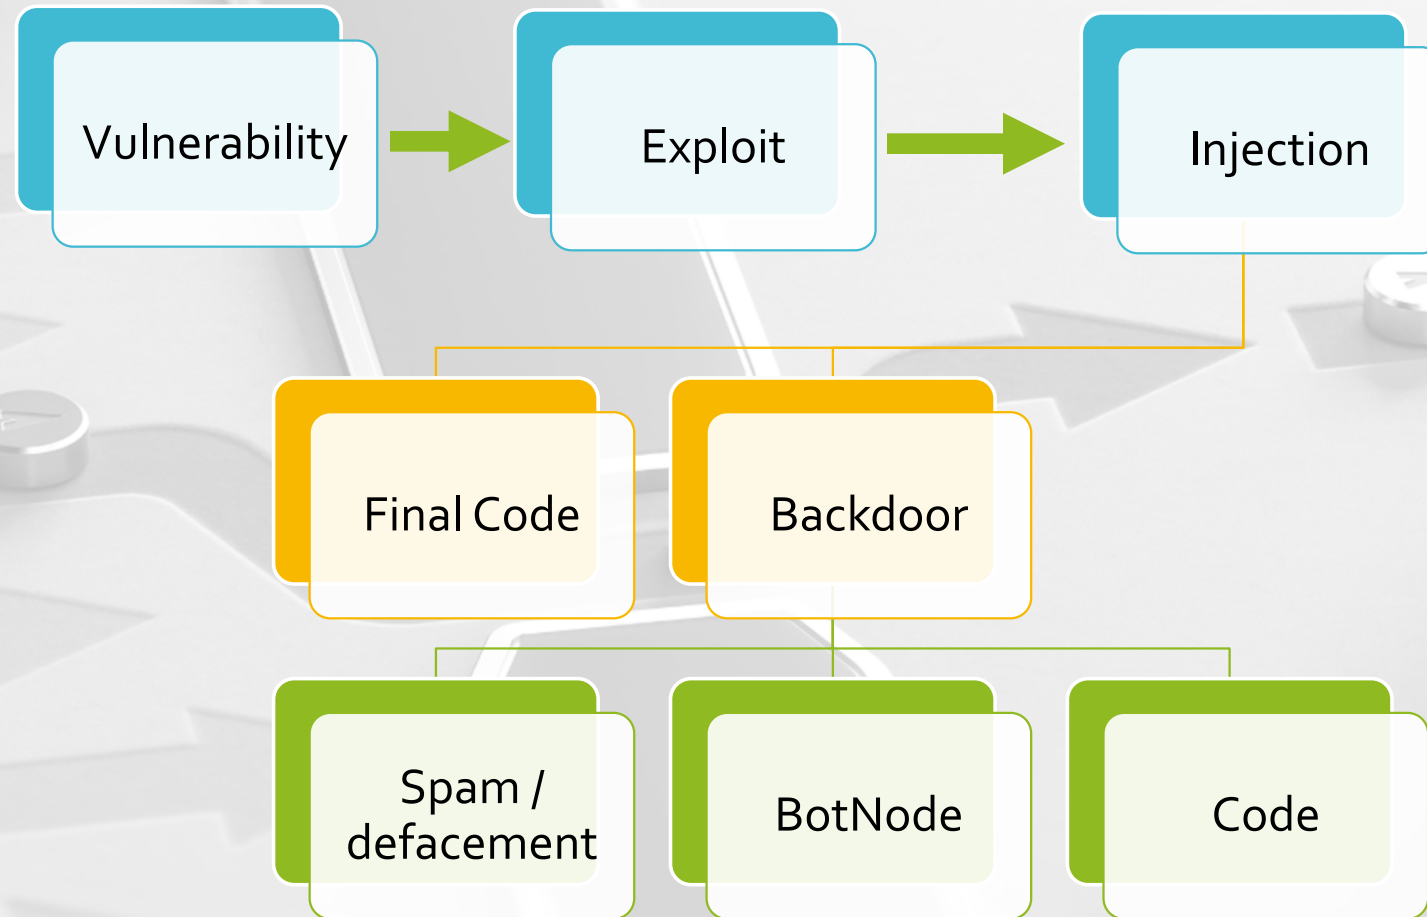 Vulnerability
Exploit
Injection
Final Code
Backdoor
Spam /
defacement
BotNode
Code